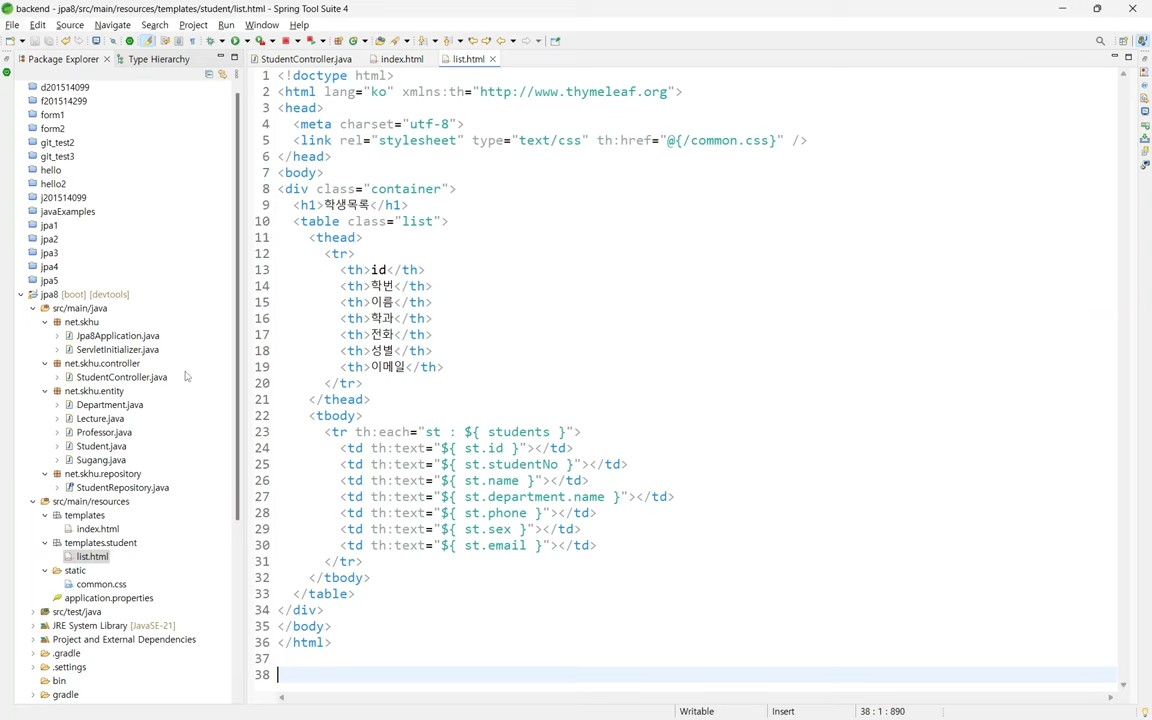 backend - jpa8/src/main/resources/templates/student/list.html - Spring Tool Suite 4
File Edit Source Navigate Search Project Run Window Help
Package Explorer Type Hierarchy
StudentController.java index.html list.html
d201514099
f201514299
form1
form2
git_test2
git_test3
hello
hello2
j201514099
javaExamples
jpa1
jpa2
jpa3
jpa4
jpa5
jpa8 [boot] [devtools]
src/main/java
net.skhu
Jpa8Application.java
ServletInitializer.java
net.skhu.controller
StudentController.java
net.skhu.entity
Department.java
Lecture.java
Professor.java
Student.java
Sugang.java
net.skhu.repository
StudentRepository.java
src/main/resources
templates
index.html
templates.student
list.html
static
common.css
application.properties
src/test/java
JRE System Library [JavaSE-21]
Project and External Dependencies
.gradle
.settings
bin
gradle
1 <!doctype html>
2 <html lang="ko" xmlns:th="http://www.thymeleaf.org">
3 <head>
4 <meta charset="utf-8">
5 <link rel="stylesheet" type="text/css" th:href="@{/common.css}" />
6 </head>
7 <body>
8 <div class="container">
9 <h1>학생목록</h1>
10 <table class="list">
11 <thead>
12 <tr>
13 <th>id</th>
14 <th>학번</th>
15 <th>이름</th>
16 <th>학과</th>
17 <th>전화</th>
18 <th>성별</th>
19 <th>이메일</th>
20 </tr>
21 </thead>
22 <tbody>
23 <tr th:each="st : ${ students }">
24 <td th:text="${ st.id }"></td>
25 <td th:text="${ st.studentNo }"></td>
26 <td th:text="${ st.name }"></td>
27 <td th:text="${ st.department.name }"></td>
28 <td th:text="${ st.phone }"></td>
29 <td th:text="${ st.sex }"></td>
30 <td th:text="${ st.email }"></td>
31 </tr>
32 </tbody>
33 </table>
34 </div>
35 </body>
36 </html>
37
38
Writable Insert 38 : 1 : 890